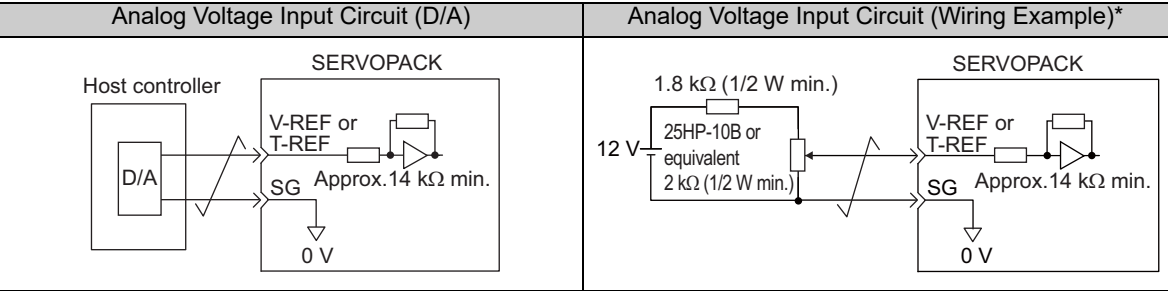 Analog Voltage Input Circuit (D/A)
Analog Voltage Input Circuit (Wiring Example)*
SERVOPACK
Host controller
V-REF or
T-REF
D/A
Approx.14 kΩ min.
SG
0 V
SERVOPACK
1.8 kΩ (1/2 W min.)
V-REF or
T-REF
12 V
25HP-10B or
equivalent
2 kΩ (1/2 W min.)
SG
Approx.14 kΩ min.
0 V